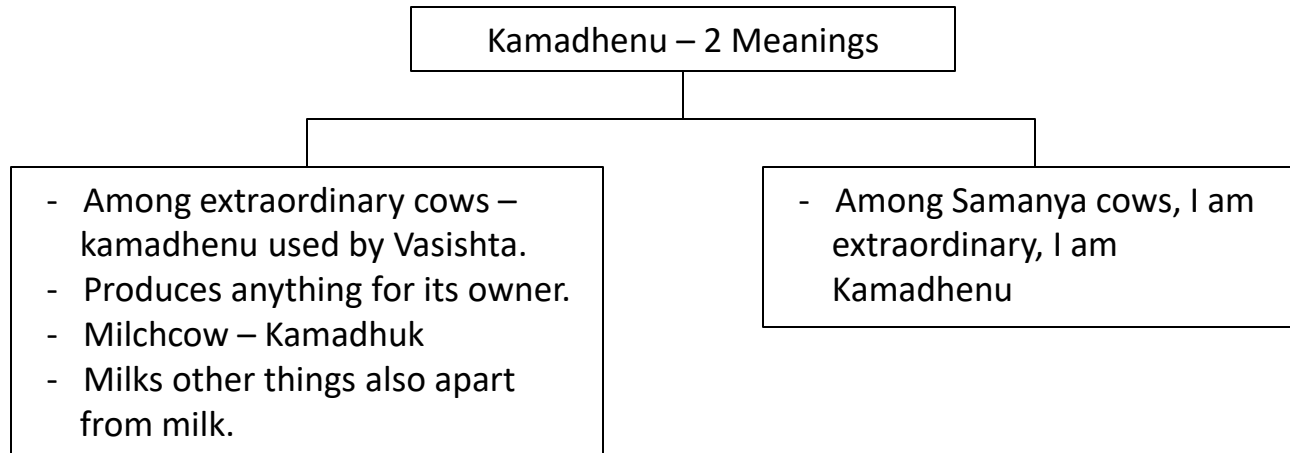 Kamadhenu – 2 Meanings
- Among extraordinary cows –
kamadhenu used by Vasishta.
- Produces anything for its owner.
- Milchcow – Kamadhuk
- Milks other things also apart
from milk.
- Among Samanya cows, I am
extraordinary, I am
Kamadhenu